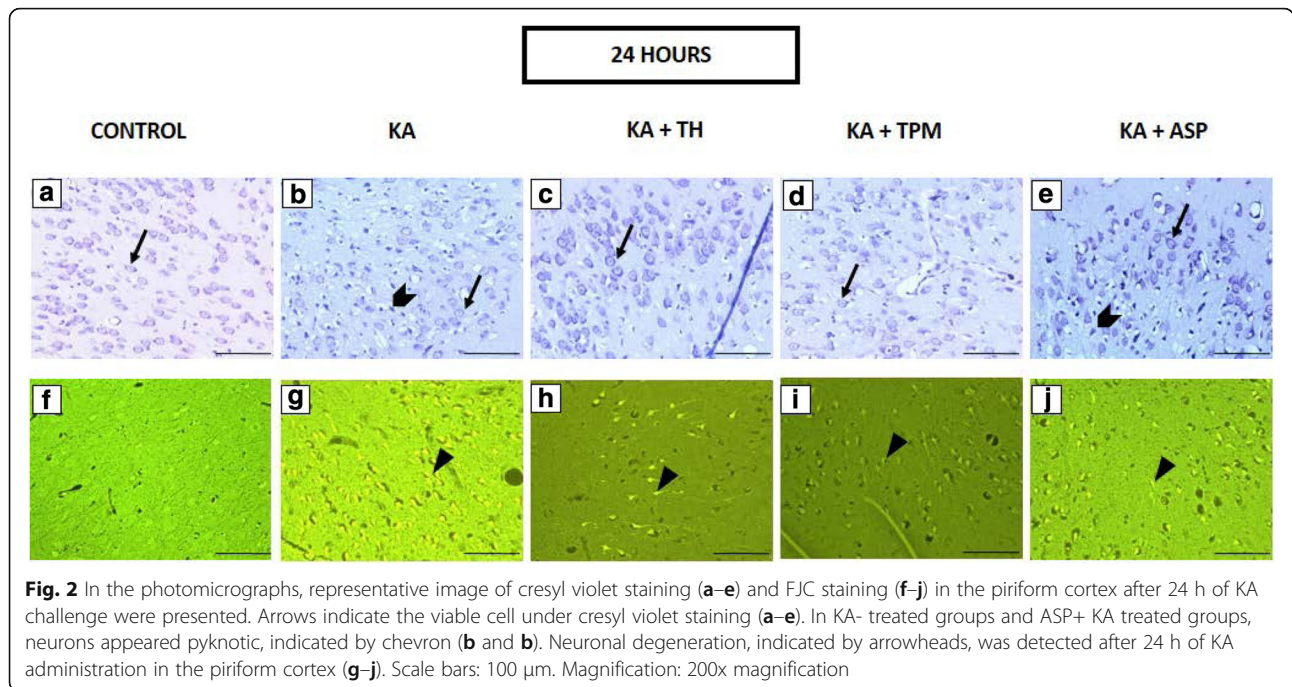 24 HOURS
CONTROL KA KA + TH KA + TPM KA + ASP
a b c d e
f g h i j
Fig. 2 In the photomicrographs, representative image of cresyl violet staining (a–e) and FJC staining (f–j) in the piriform cortex after 24 h of KA
challenge were presented. Arrows indicate the viable cell under cresyl violet staining (a–e). In KA- treated groups and ASP+ KA treated groups,
neurons appeared pyknotic, indicated by chevron (b and b). Neuronal degeneration, indicated by arrowheads, was detected after 24 h of KA
administration in the piriform cortex (g–j). Scale bars: 100 μm. Magnification: 200x magnification